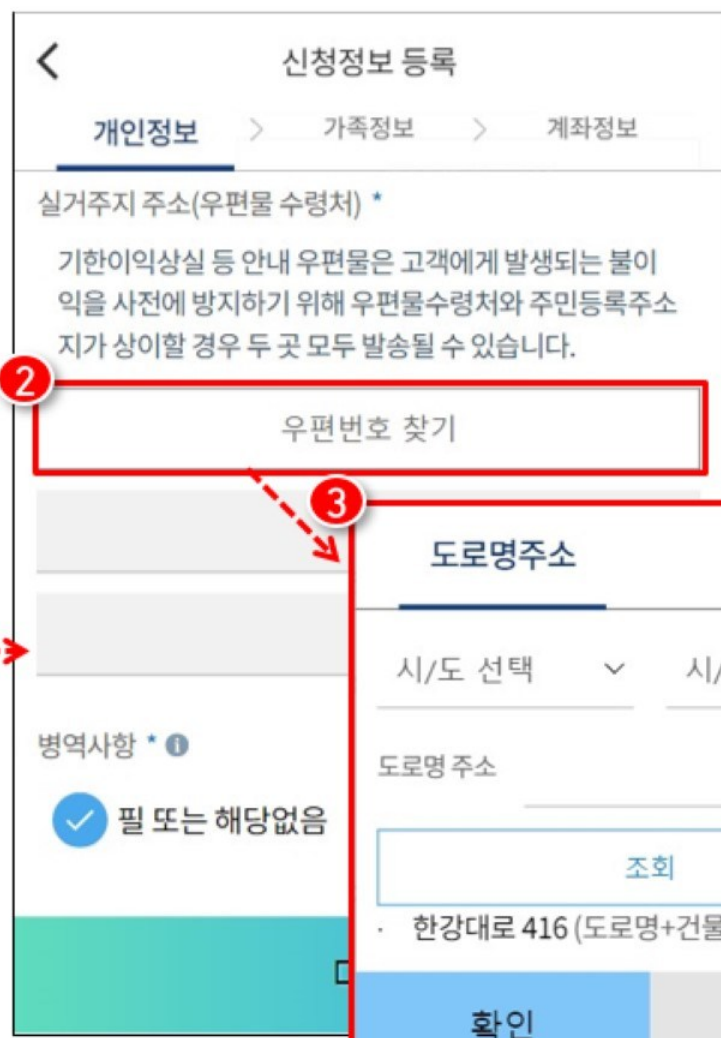 신청정보 등록
개인정보 > 가족정보 > 계좌정보
실거주지 주소(우편물 수령처) *
기한이익상실 등 안내 우편물은 고객에게 발생되는 불이
익을 사전에 방지하기 위해 우편물수령처와 주민등록주소
지가 상이할 경우 두 곳 모두 발송될 수 있습니다.
2
우편번호 찾기
3
도로명주소
시/도 선택 시/
도로명 주소
조회
· 한강대로 416 (도로명+건물
확인
병역사항 *
필 또는 해당없음